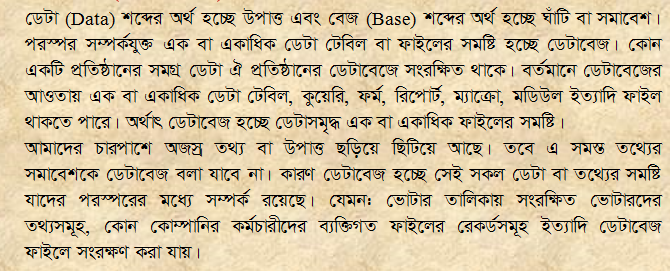 ডেটা (Data) শব্দের অর্থ হচ্ছে উপাত্ত এবং বেজ (Base) শব্দের অর্থ হচ্ছে ঘাঁটি বা সমাবেশ।
পরস্পর সম্পর্কযুক্ত এক বা একাধিক ডেটা টেবিল বা ফাইলের সমষ্টি হচ্ছে ডেটাবেজ। কোন
একটি প্রতিষ্ঠানের সমগ্র ডেটা ঐ প্রতিষ্ঠানের ডেটাবেজে সংরক্ষিত থাকে। বর্তমানে ডেটাবেজের
আওতায় এক বা একাধিক ডেটা টেবিল, কুয়েরি, ফর্ম, রিপোর্ট, ম্যাক্রো, মডিউল ইত্যাদি ফাইল
থাকতে পারে। অর্থাৎ ডেটাবেজ হচ্ছে ডেটাসমৃদ্ধ এক বা একাধিক ফাইলের সমষ্টি।
আমাদের চারপাশে অজস্র তথ্য বা উপাত্ত ছড়িয়ে ছিটিয়ে আছে। তবে এ সমস্ত তথ্যের
সমাবেশকে ডেটাবেজ বলা যাবে না। কারণ ডেটাবেজ হচ্ছে সেই সকল ডেটা বা তথ্যের সমষ্টি
যাদের পরস্পরের মধ্যে সম্পর্ক রয়েছে। যেমনঃ ভোটার তালিকায় সংরক্ষিত ভোটারদের
তথ্যসমূহ, কোন কোম্পানির কর্মচারীদের ব্যক্তিগত ফাইলের রেকর্ডসমূহ ইত্যাদি ডেটাবেজ
ফাইলে সংরক্ষণ করা যায়।